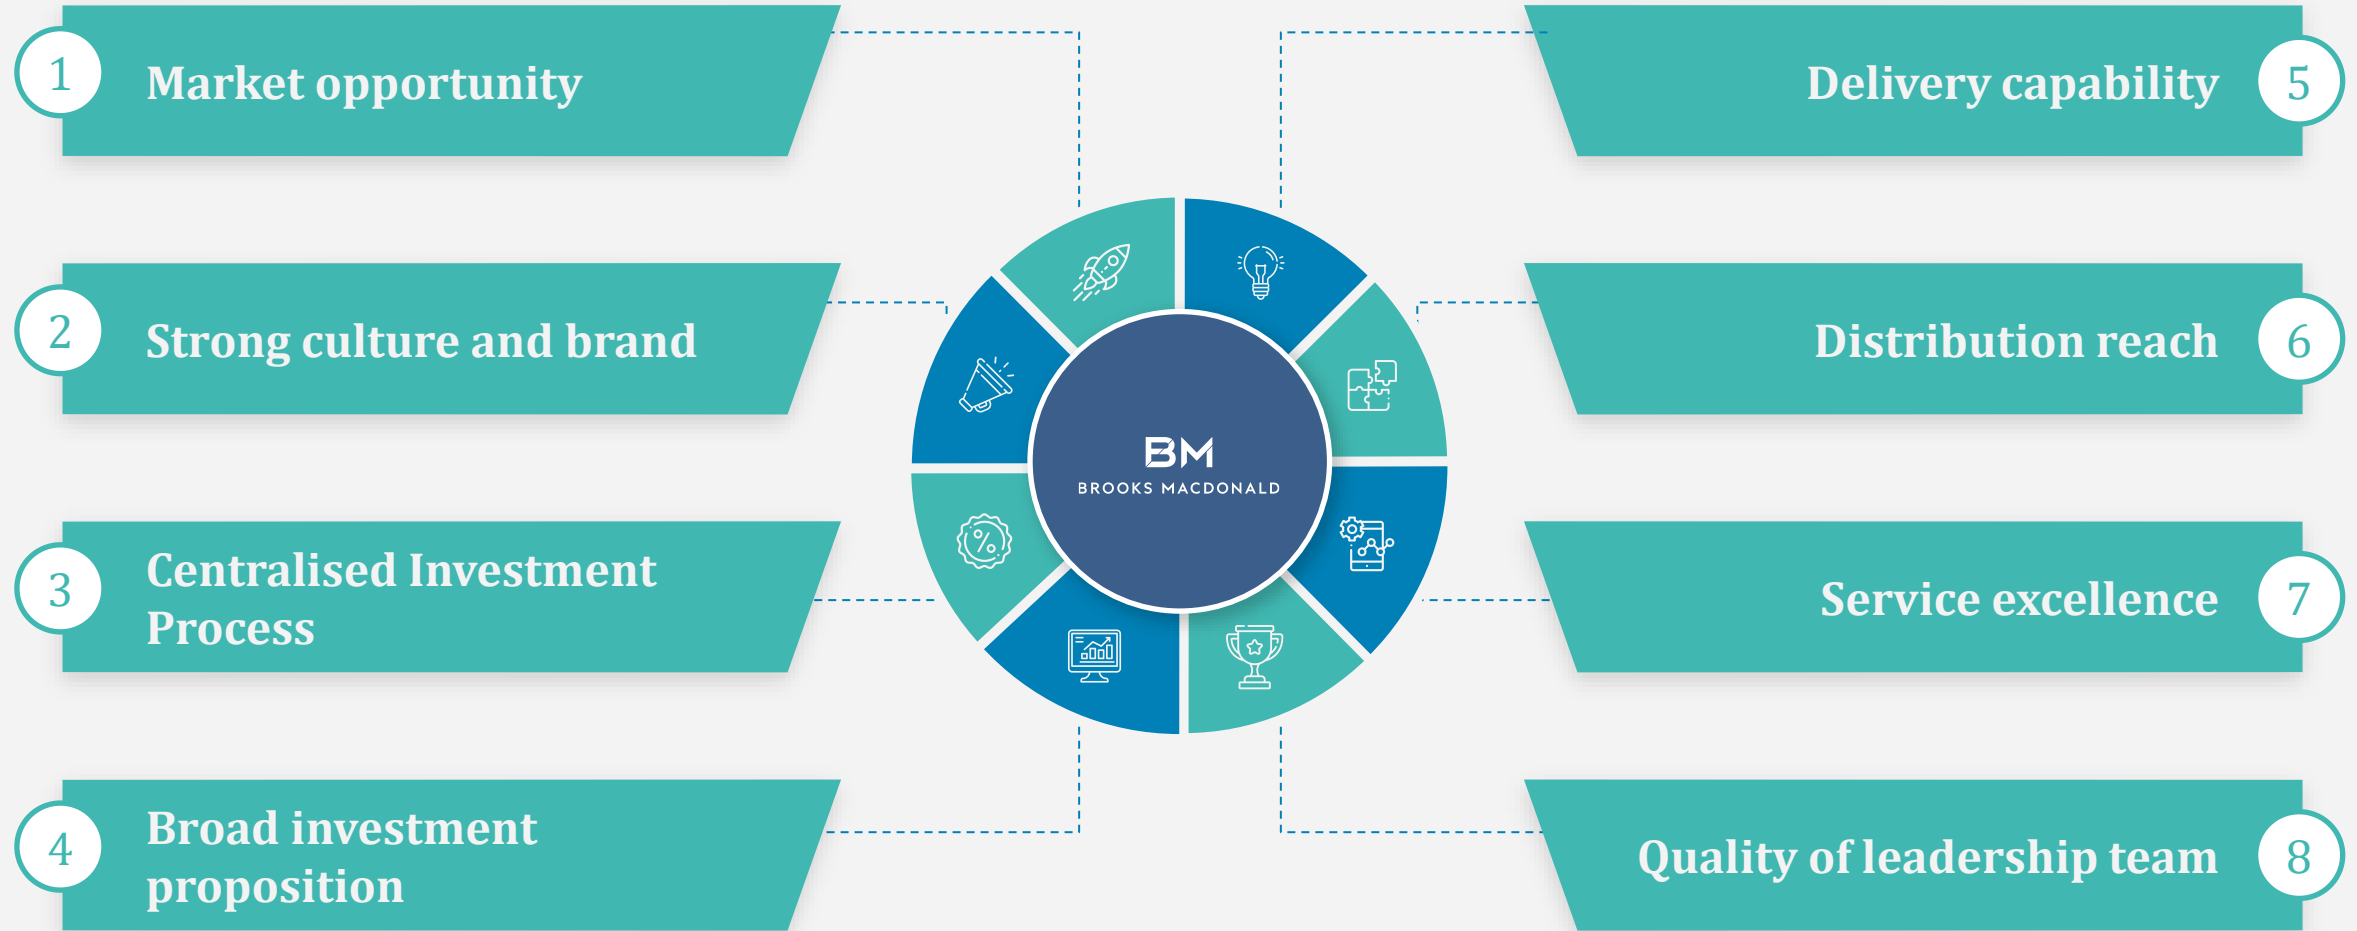 1
Market opportunity
2
Strong culture and brand
3
Centralised Investment
Process
4
Broad investment
proposition
BM
BROOKS MACDONALD
Delivery capability
5
Distribution reach
6
Service excellence
7
Quality of leadership team
8